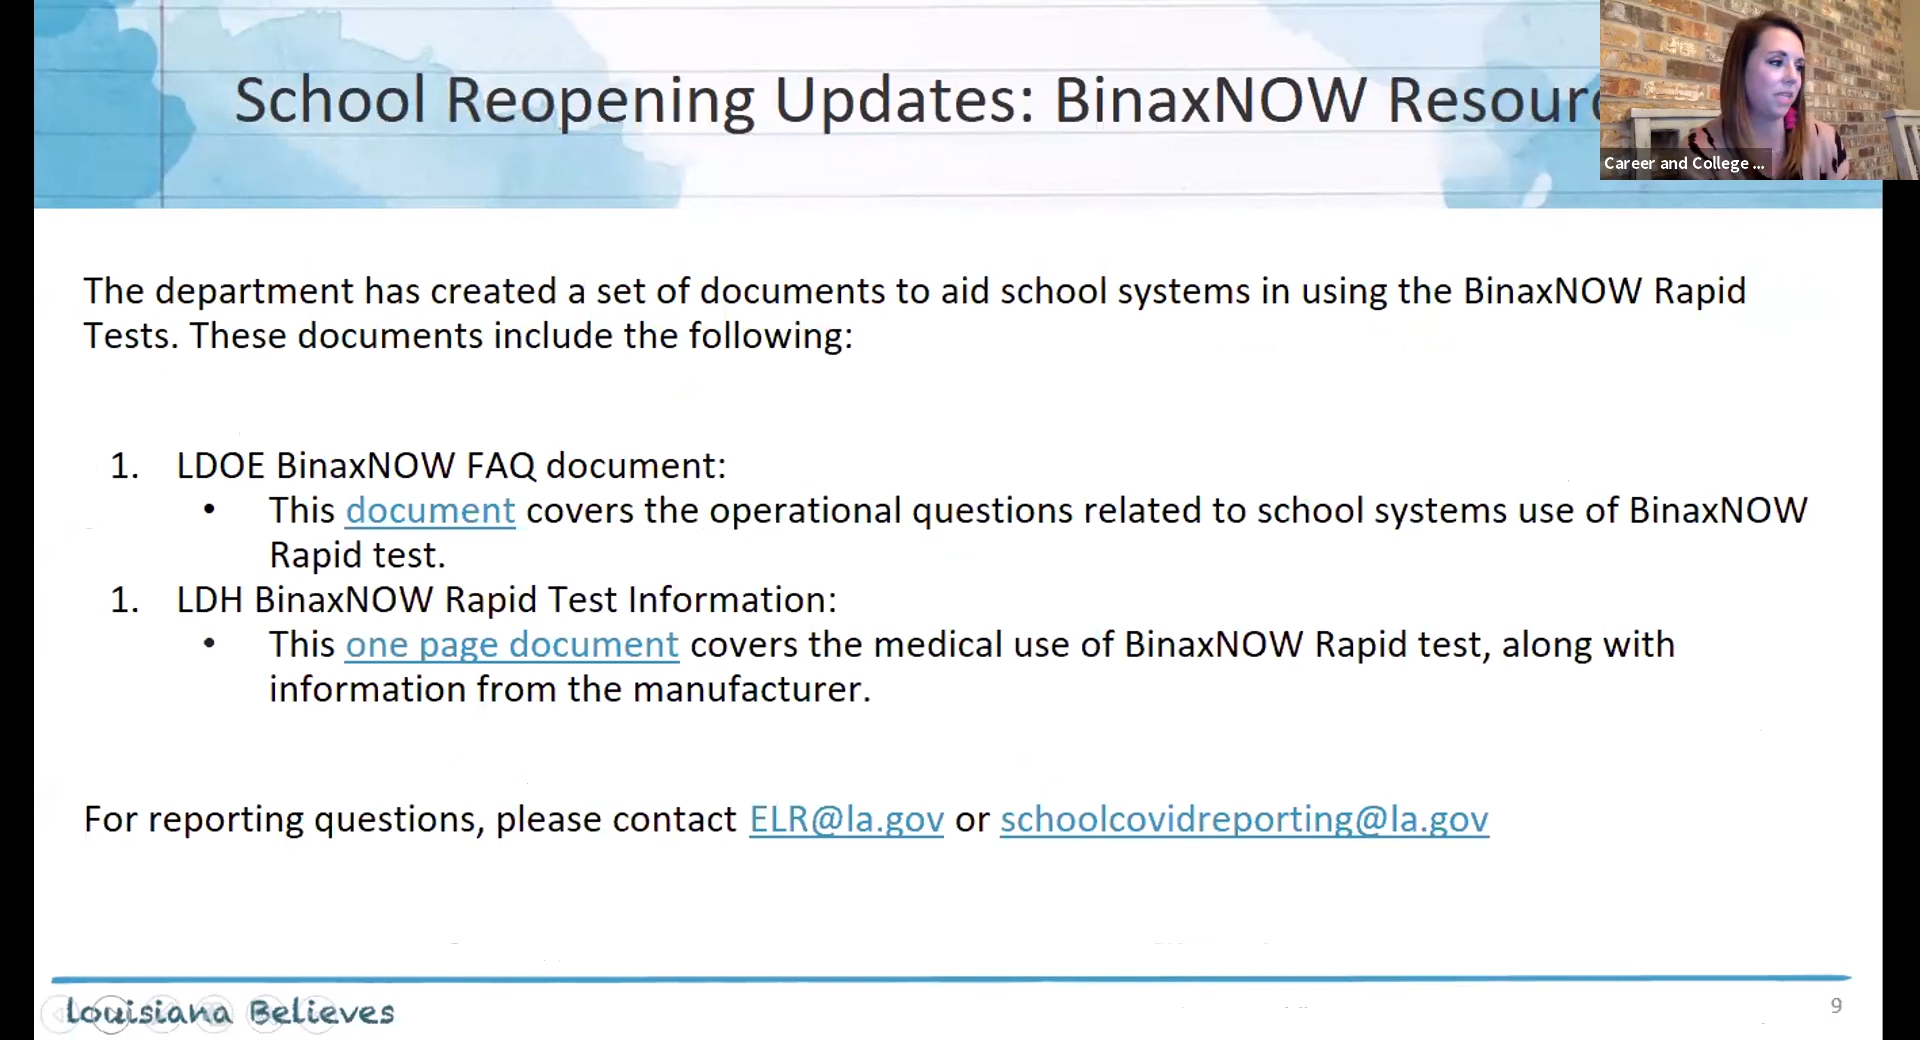 School Reopening Updates: BinaxNOW
Career and College ...
The department has created a set of documents to aid school systems in using the BinaxNOW Rapid
Tests. These documents include the following:
1. LDOE BinaxNOW FAQ document:
• This document covers the operational questions related to school systems use of BinaxNOW
Rapid test.
1. LDH BinaxNOW Rapid Test Information:
• This one page document covers the medical use of BinaxNOW Rapid test, along with
information from the manufacturer.
For reporting questions, please contact ELR@la.gov or schoolcovidreporting@la.gov
Louisiana Believes
9